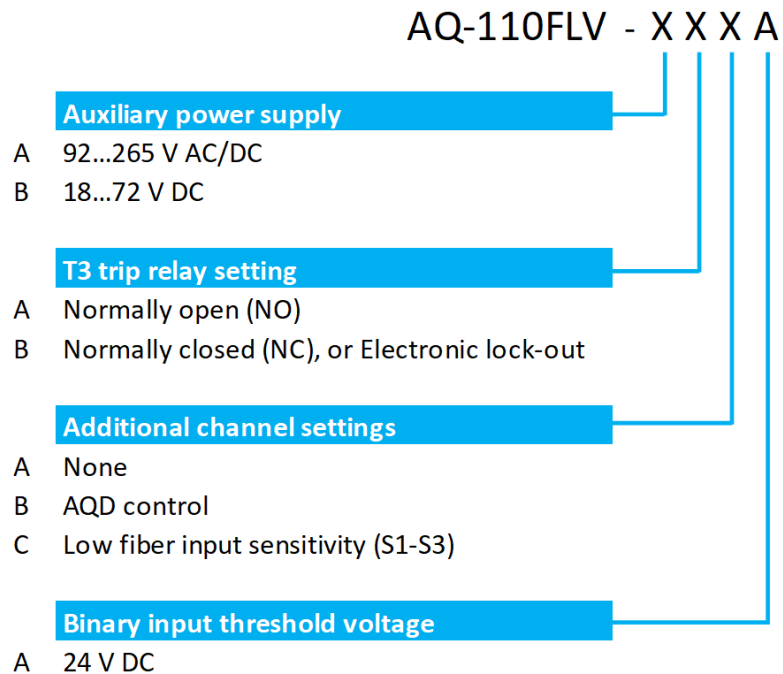 AQ-110FLV - X X X A
Auxiliary power supply
A 92...265 V AC/DC
B 18...72 V DC
T3 trip relay setting
A Normally open (NO)
B Normally closed (NC), or Electronic lock-out
Additional channel settings
A None
B AQD control
C Low fiber input sensitivity (S1-S3)
Binary input threshold voltage
A 24 V DC